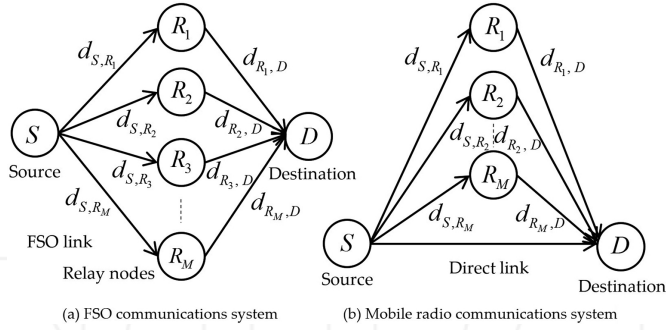 R1
R1
dS,R1
dR1, D
dS,R1
dR1, D
R2
R2
dS,R2
dR2, D
dS,R2
dR2, D
S
D
Source
Destination
R3
dS,R3
dR3, D
RM
dS,RM
dR M, D
dS,RM
dR M, D
S
D
FSO link
Relay nodes
RM
Source
Direct link
Destination
(a) FSO communications system
(b) Mobile radio communications system